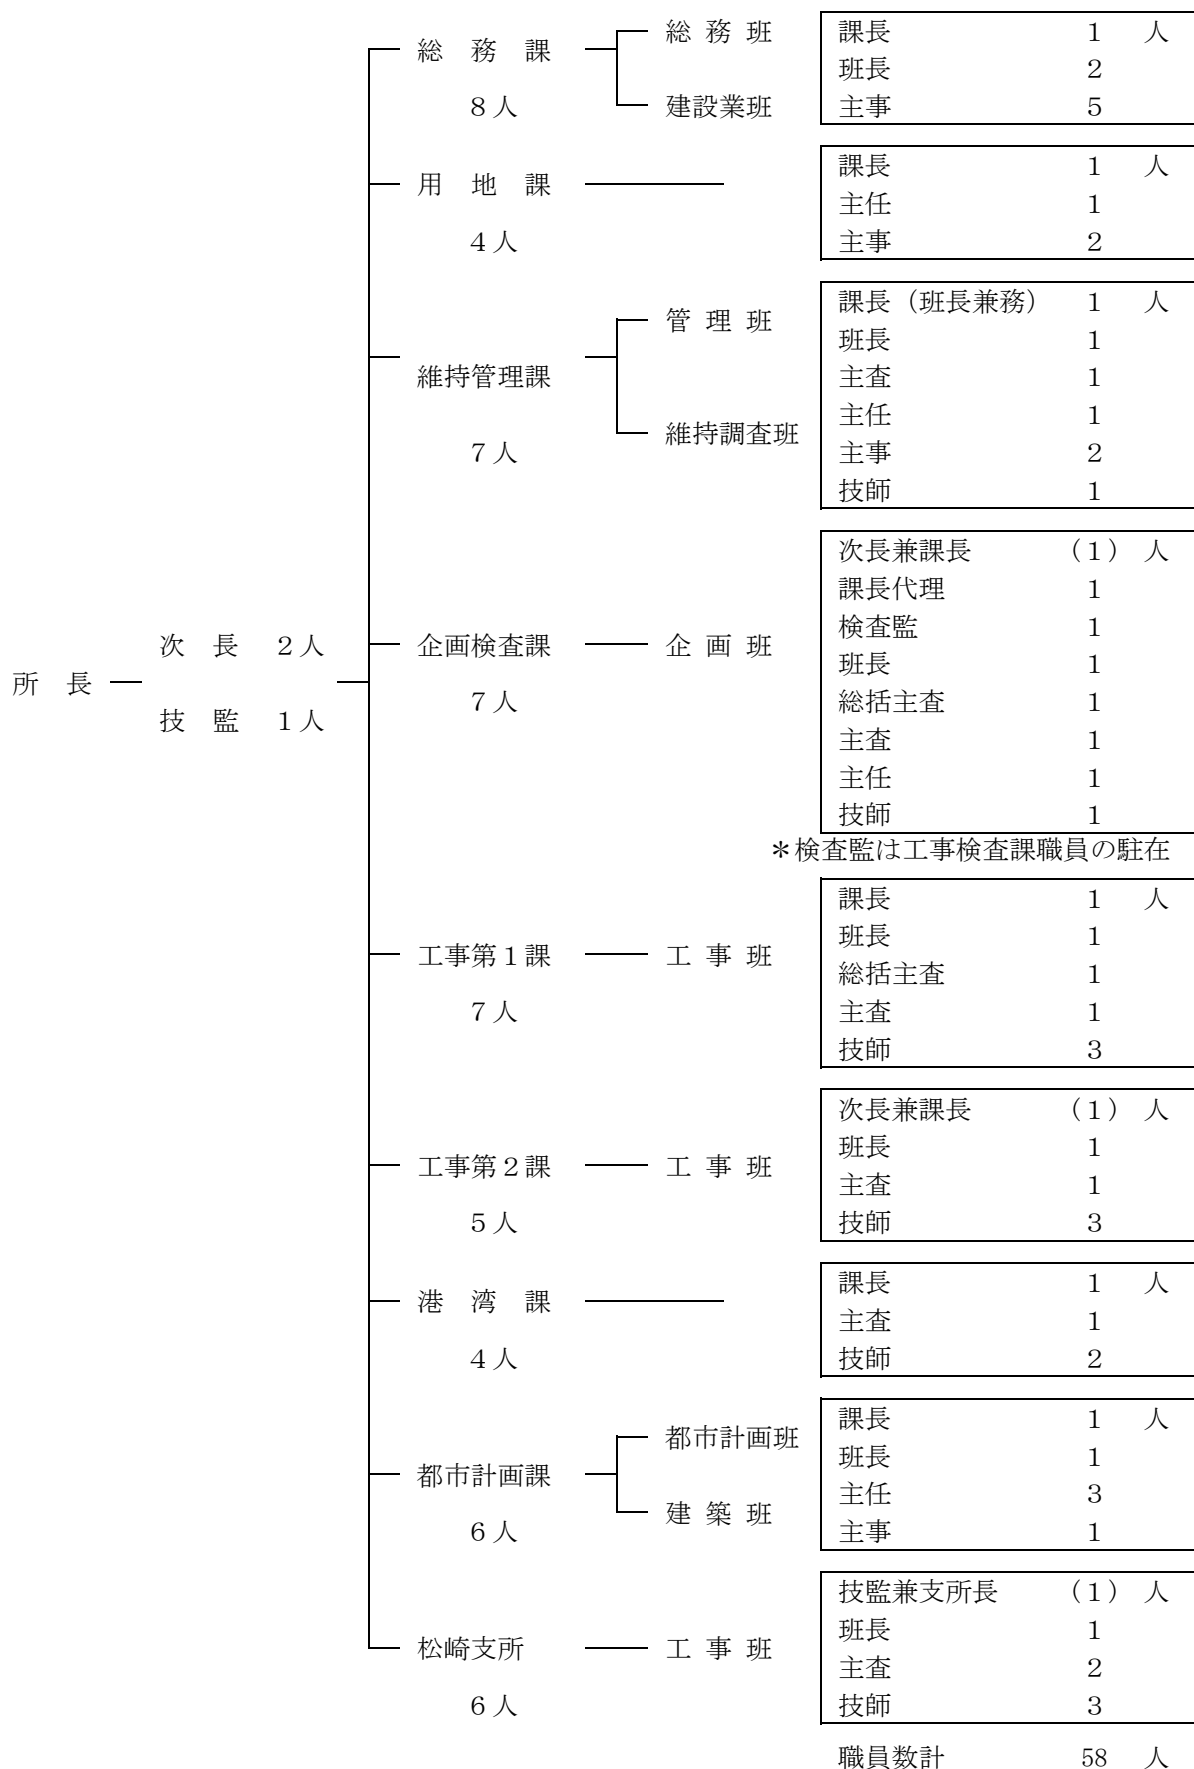 総 務 課
８人
総 務 班
建設業班
課長 １ 人
班長 ２
主事 ５
用 地 課
４人
課長 １ 人
主任 １
主事 ２
維持管理課
７人
管 理 班
維持調査班
課長（班長兼務） １ 人
班長 １
主査 １
主任 １
主事 ２
技師 １
所 長
次 長 ２人
技 監 １人
企画検査課
７人
企 画 班
次長兼課長 （１） 人
課長代理 １
検査監 １
班長 １
総括主査 １
主査 １
主任 １
技師 １
＊検査監は工事検査課職員の駐在
工事第１課
７人
工 事 班
課長 １ 人
班長 １
総括主査 １
主査 １
技師 ３
工事第２課
５人
工 事 班
次長兼課長 （１） 人
班長 １
主査 １
技師 ３
港 湾 課
４人
課長 １ 人
主査 １
技師 ２
都市計画課
６人
都市計画班
建 築 班
課長 １ 人
班長 １
主任 ３
主事 １
松崎支所
６人
工 事 班
技監兼支所長 （１） 人
班長 １
主査 ２
技師 ３
職員数計 58 人